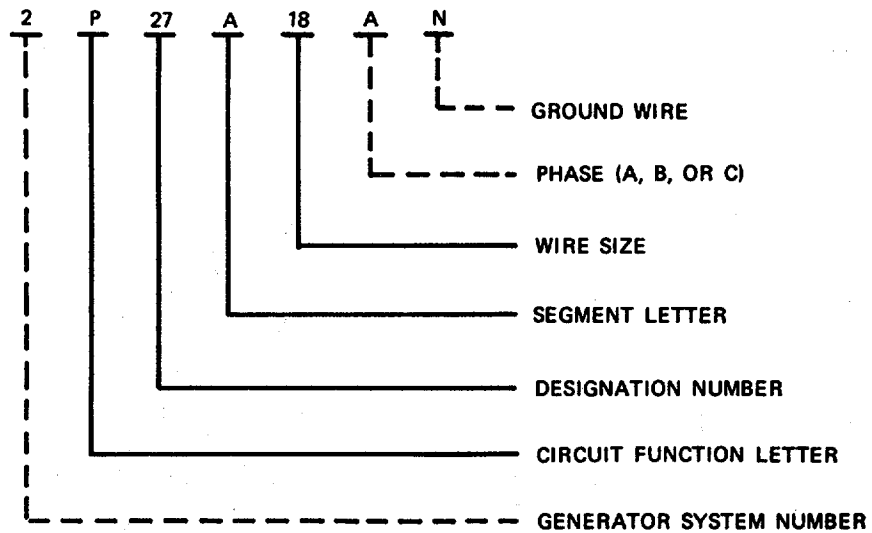 2 P 27 A 18 A N
GROUND WIRE
PHASE (A, B, OR C)
WIRE SIZE
SEGMENT LETTER
DESIGNATION NUMBER
CIRCUIT FUNCTION LETTER
GENERATOR SYSTEM NUMBER